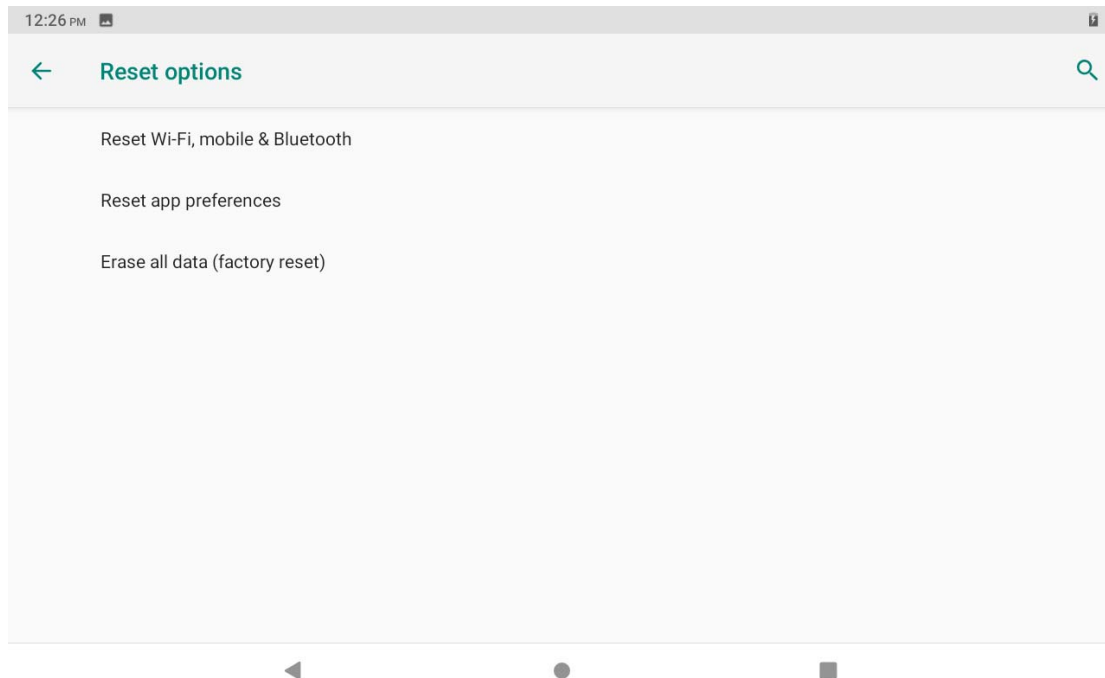 12:26 PM
Reset options
Reset Wi-Fi, mobile & Bluetooth
Reset app preferences
Erase all data (factory reset)